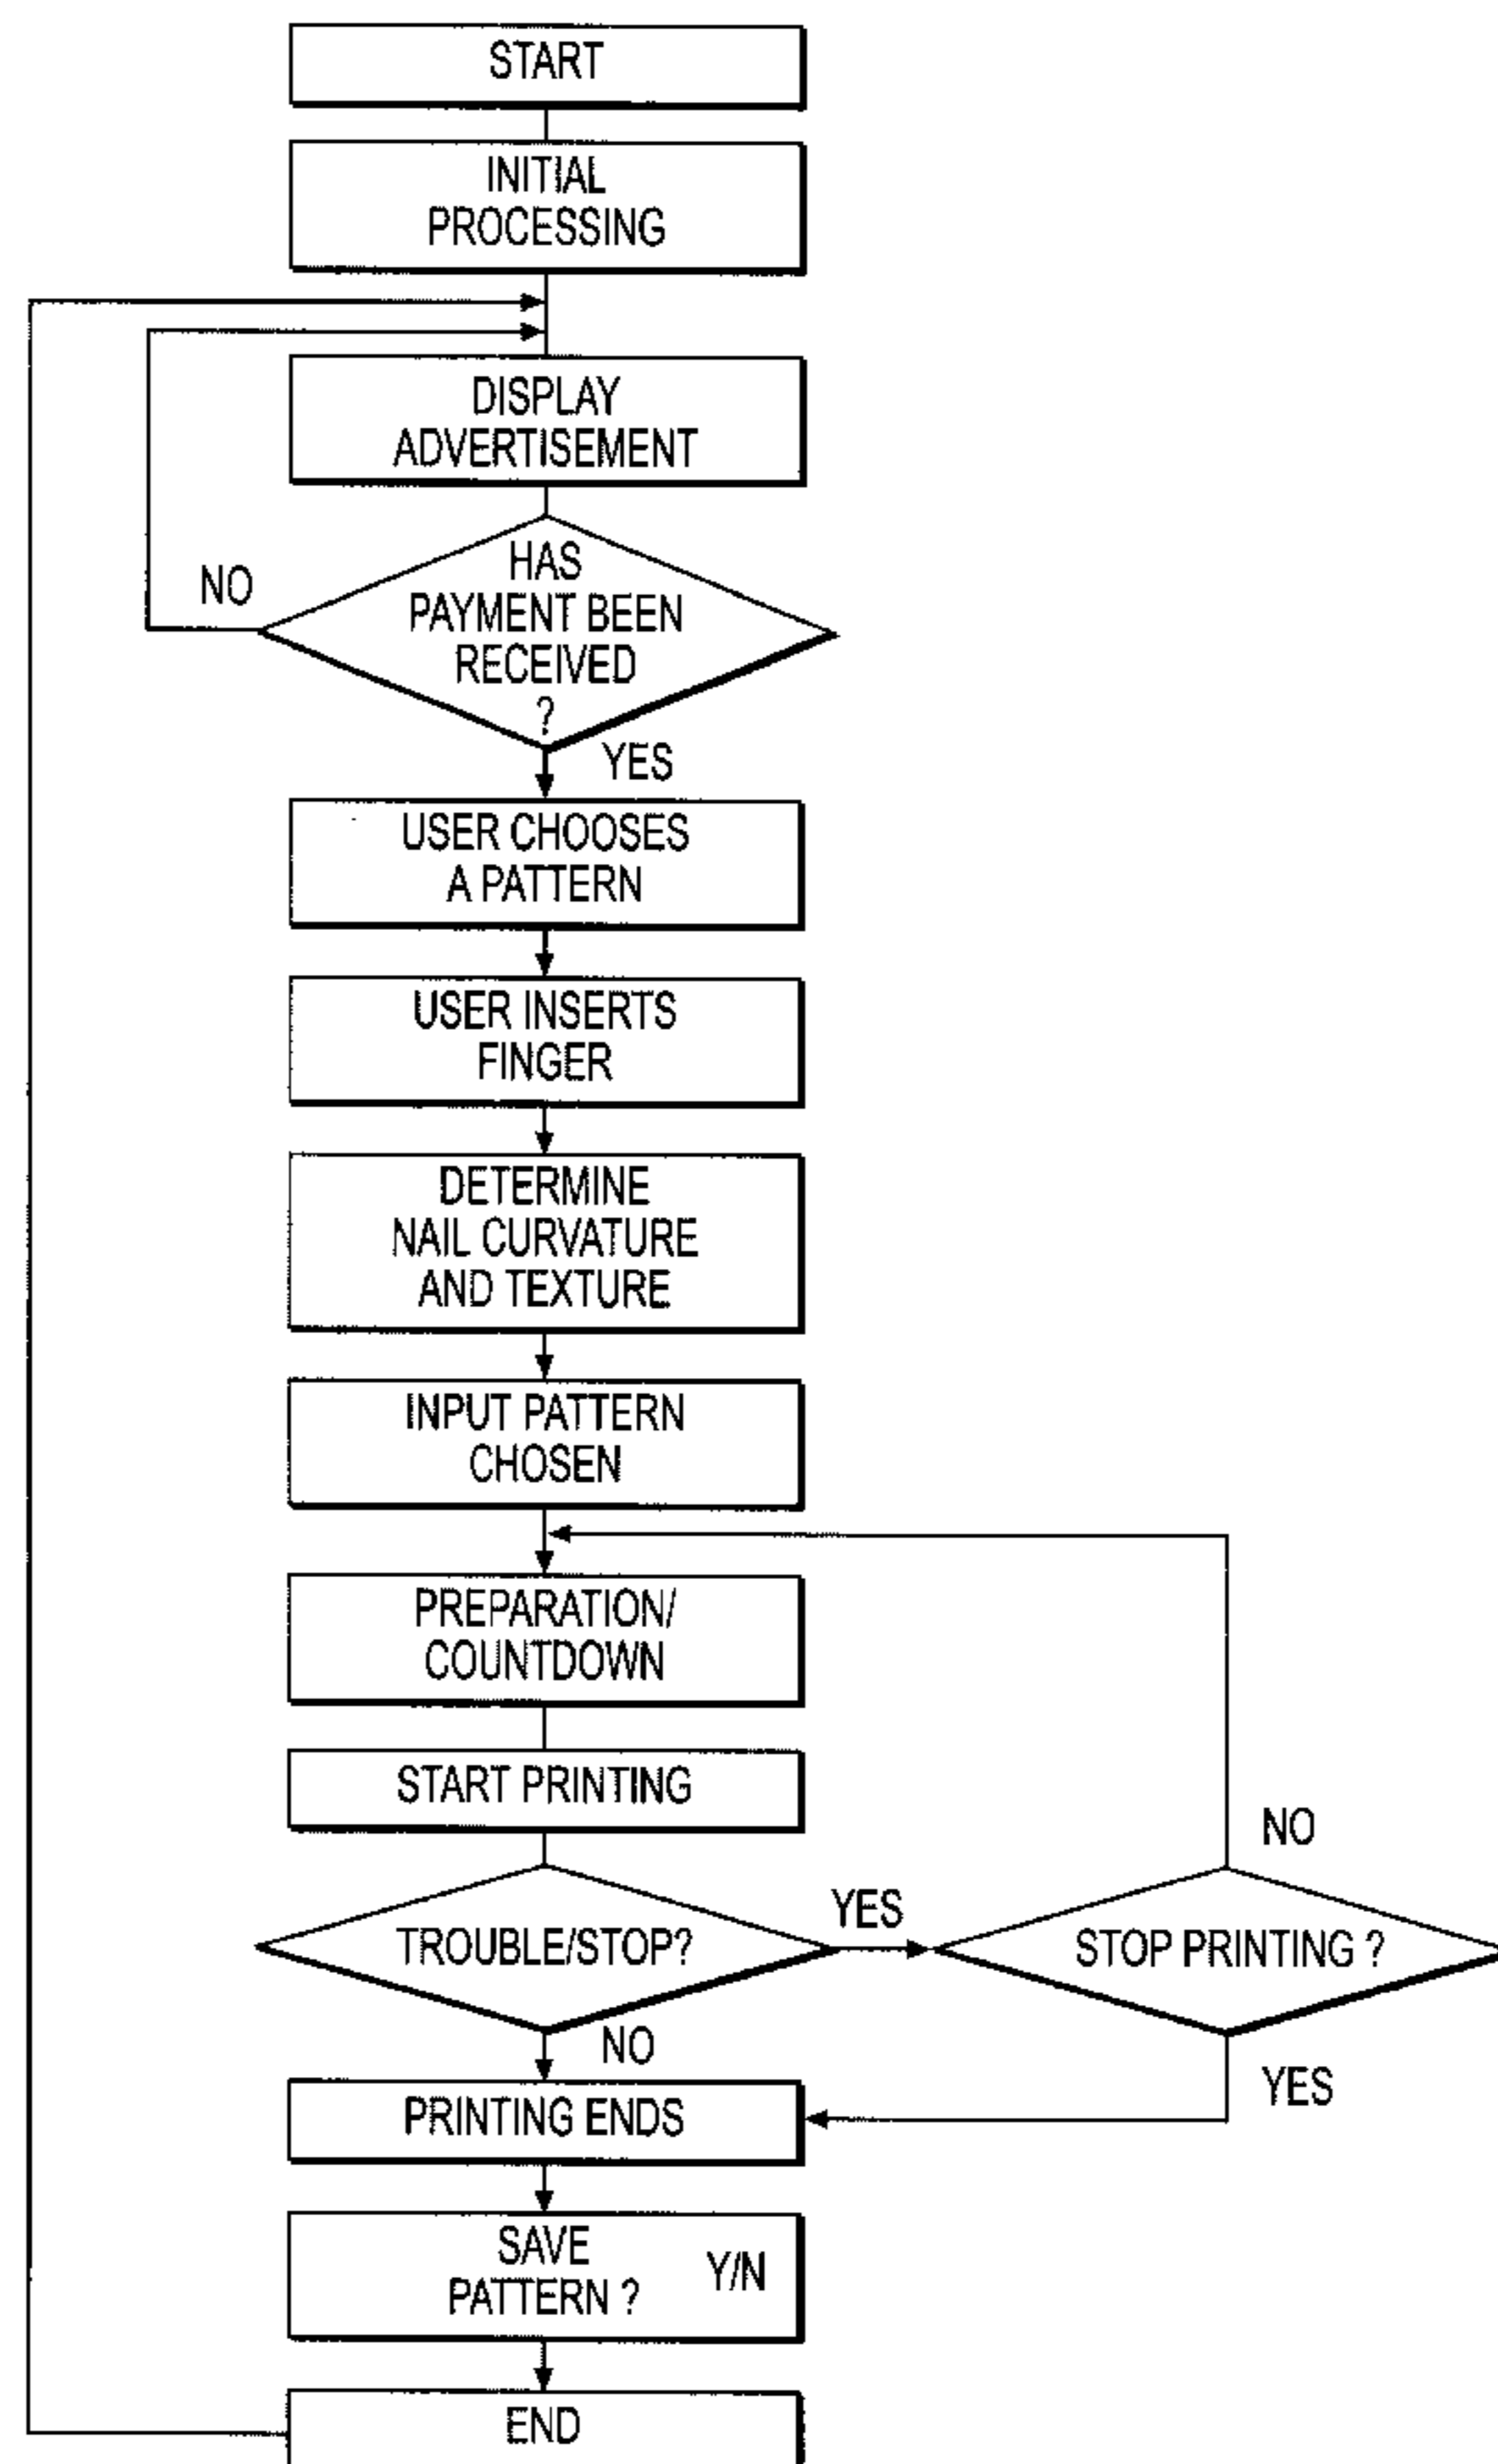 START
INITIAL
PROCESSING
DISPLAY
ADVERTISEMENT
HAS
PAYMENT BEEN
RECEIVED
?
NO
YES
USER CHOOSES
A PATTERN
USER INSERTS
FINGER
DETERMINE
NAIL CURVATURE
AND TEXTURE
INPUT PATTERN
CHOSEN
PREPARATION/
COUNTDOWN
START PRINTING
NO
TROUBLE/STOP?
YES
STOP PRINTING ?
NO
YES
PRINTING ENDS
SAVE
PATTERN ?
Y/N
END